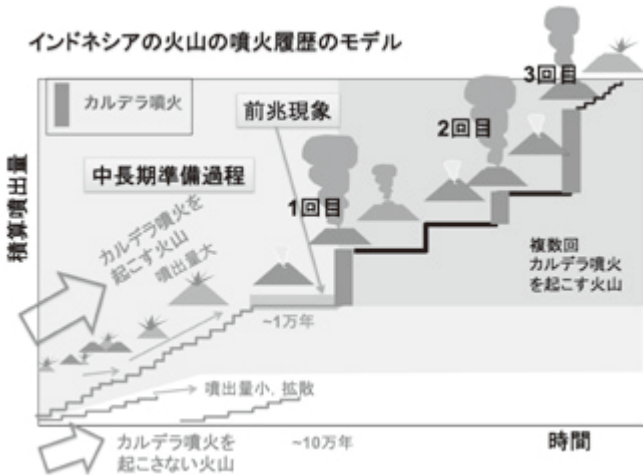 インドネシアの火山の噴火履歴のモデル
カルデラ噴火
前兆現象
中長期準備過程
1回目
2回目
3回目
積算噴出量
カルデラ噴火を
起こす火山
噴出量大
複数回
カルデラ噴火
を起こす火山
~1万年
噴出量小, 拡散
カルデラ噴火を
起こさない火山
~10万年
時間